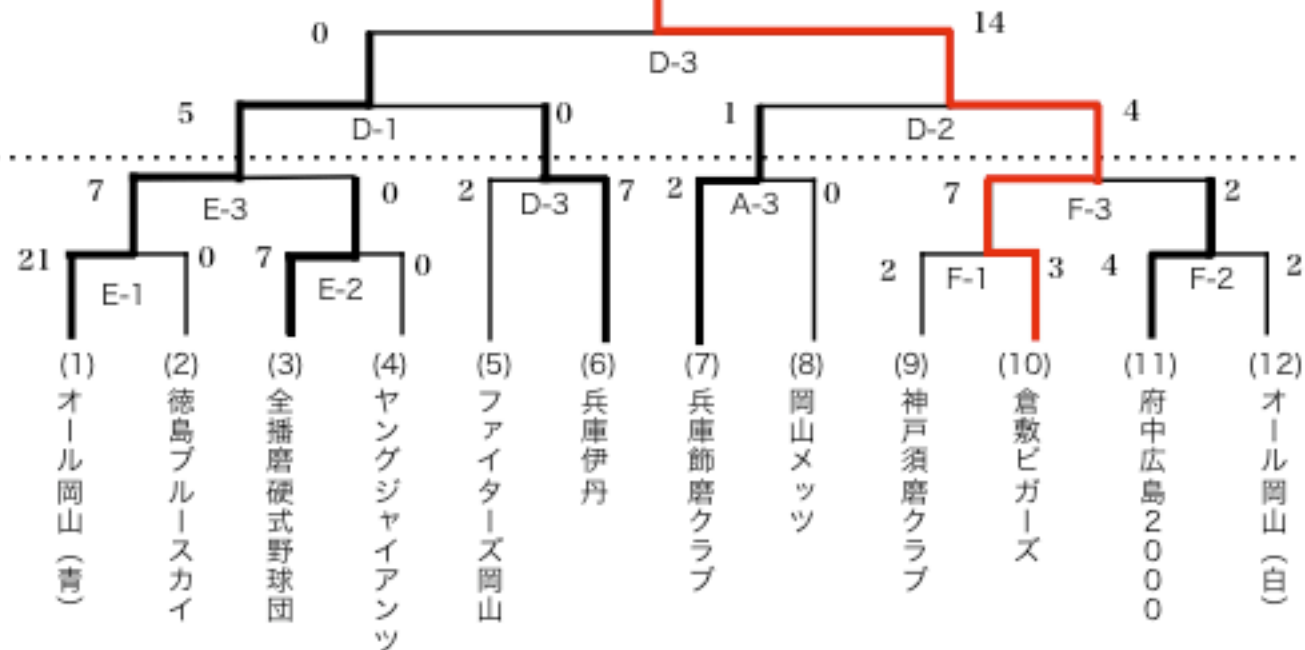 0 14
D-3
5 0 1 4
D-1 D-2
7 0 2 7 2 0 7 2
E-3 D-3 A-3 F-3
21 0 7 0 2 3 4 2
E-1 E-2 F-1 F-2
(1) (2) (3) (4) (5) (6) (7) (8) (9) (10) (11) (12)
オール岡山（青）
徳島ブルースカイ
全播磨硬式野球団
ヤングジャイアンツ
ファイターズ岡山
兵庫伊丹
兵庫飾磨クラブ
岡山メッツ
神戸須磨クラブ
倉敷ビガーズ
府中広島2000
オール岡山（白）